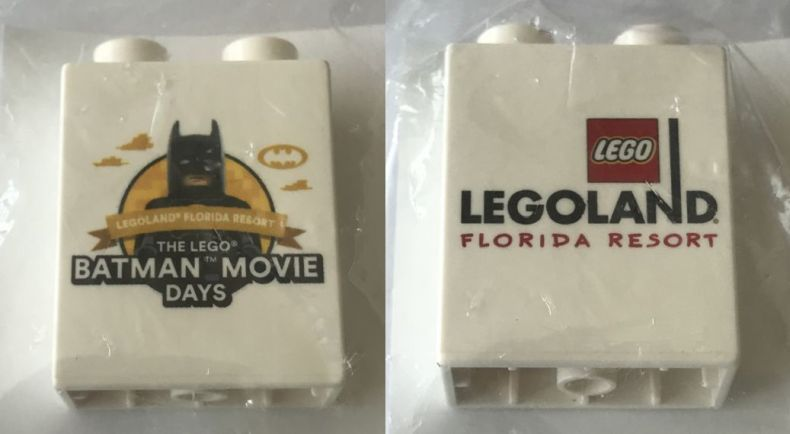 LEGOLAND® FLORIDA RESORT
THE LEGO®
BATMAN™ MOVIE
DAYS
LEGO
LEGOLAND®
FLORIDA RESORT